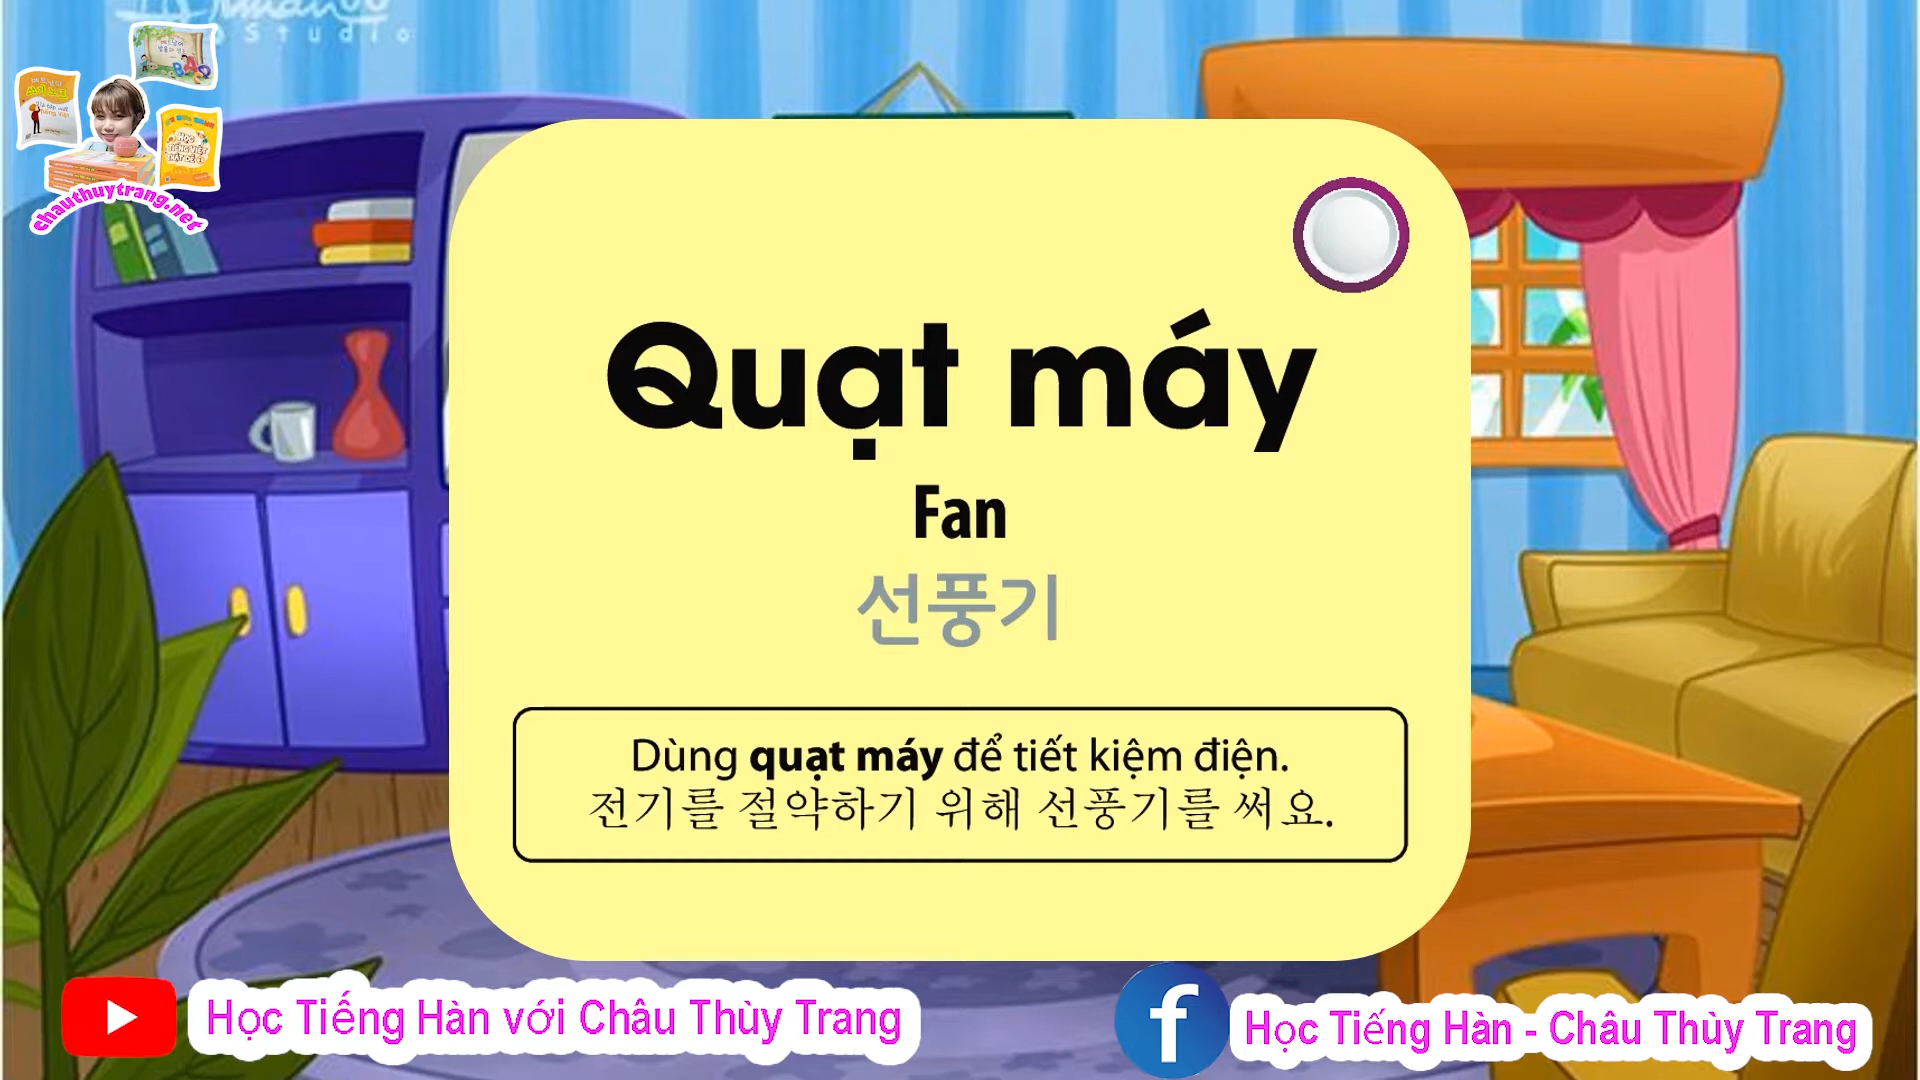 Studio
chauthuytrang.net
Quạt máy
Fan
선풍기
Dùng quạt máy để tiết kiệm điện.
전기를 절약하기 위해 선풍기를 써요.
Học Tiếng Hàn với Châu Thùy Trang
Học Tiếng Hàn - Châu Thùy Trang